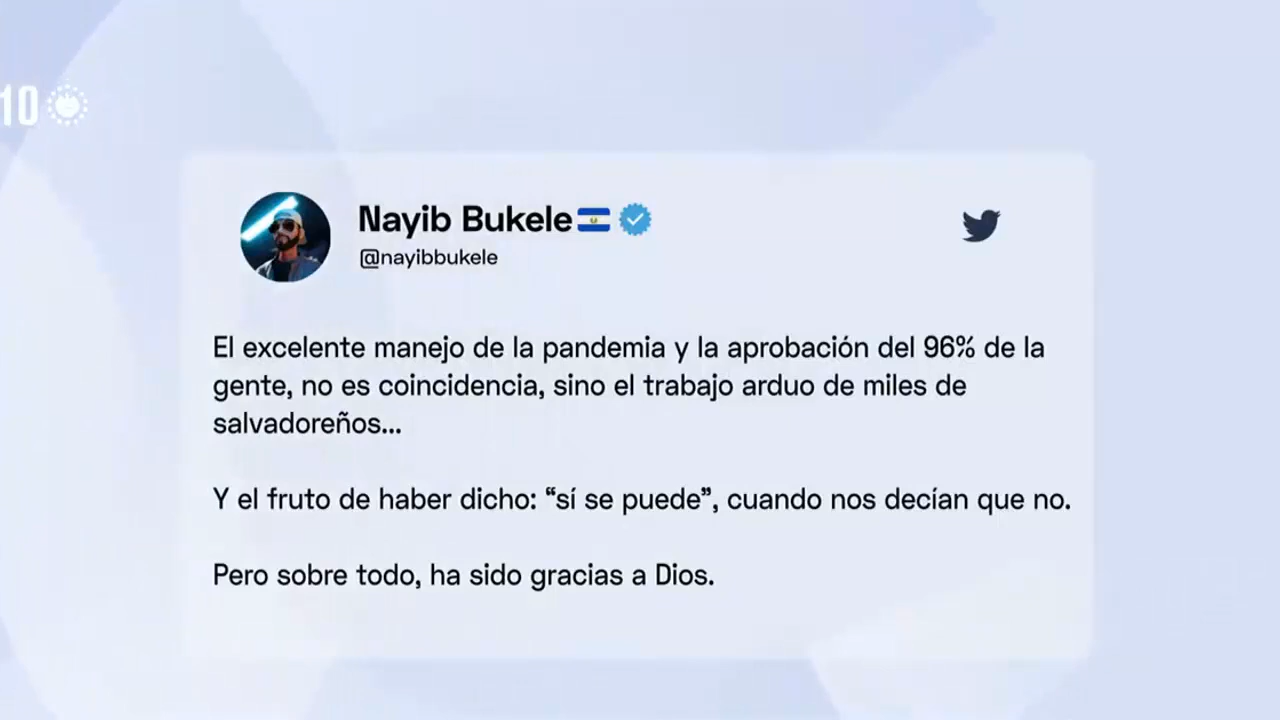 10
Nayib Bukele
@nayibbukele
El excelente manejo de la pandemia y la aprobación del 96% de la
gente, no es coincidencia, sino el trabajo arduo de miles de
salvadoreños...
Y el fruto de haber dicho: “sí se puede”, cuando nos decían que no.
Pero sobre todo, ha sido gracias a Dios.